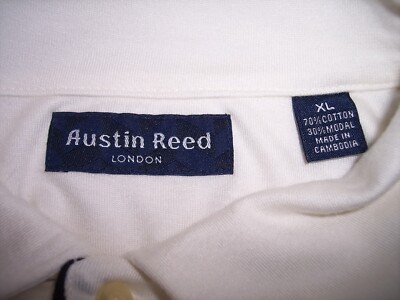 Austin Reed
LONDON
XL
70% COTTON
30% MODAL
MADE IN
CAMBODIA